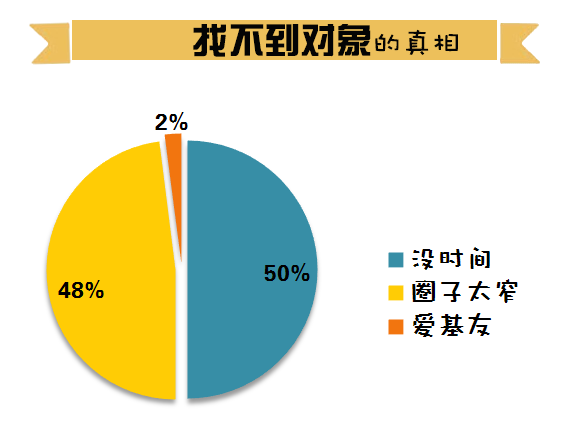 找不到对象的真相
2%
48%
50%
没时间
圈子太窄
爱基友